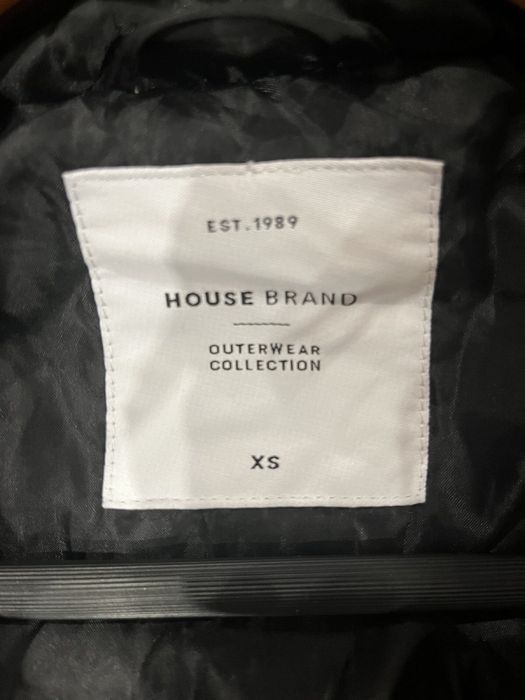 EST.1989
HOUSE BRAND
OUTERWEAR
COLLECTION
XS